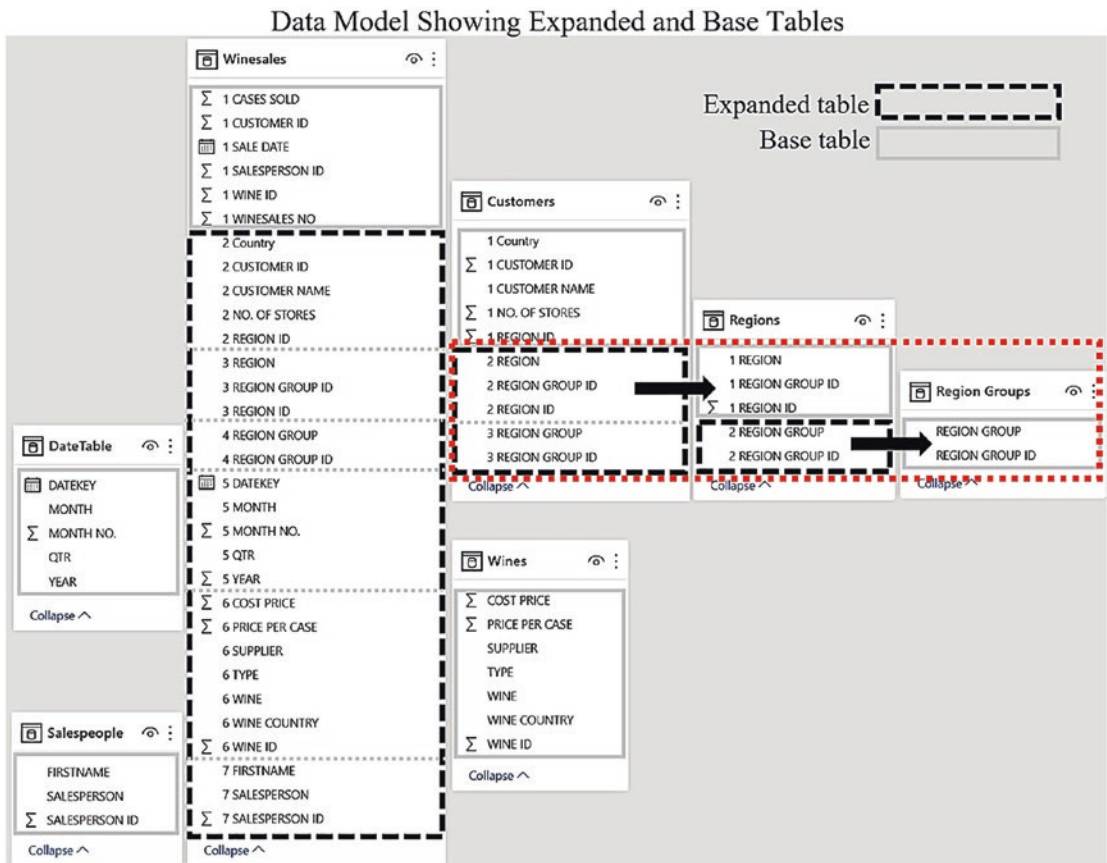 Data Model Showing Expanded and Base Tables
Winesales
Σ 1 CASES SOLD
Σ 1 CUSTOMER ID
1 SALE DATE
Σ 1 SALESPERSON ID
Σ 1 WINE ID
Σ 1 WINESALES NO
2 Country
2 CUSTOMER ID
2 CUSTOMER NAME
2 NO. OF STORES
2 REGION ID
3 REGION
3 REGION GROUP ID
3 REGION ID
4 REGION GROUP
4 REGION GROUP ID
5 DATEKEY
5 MONTH
Σ 5 MONTH NO.
5 QTR
Σ 5 YEAR
Σ 6 COST PRICE
Σ 6 PRICE PER CASE
6 SUPPLIER
6 TYPE
6 WINE
6 WINE COUNTRY
Σ 6 WINE ID
7 FIRSTNAME
7 SALESPERSON
Σ 7 SALESPERSON ID
Collapse
Expanded table
Base table
Customers
1 Country
Σ 1 CUSTOMER ID
1 CUSTOMER NAME
Σ 1 NO. OF STORES
Σ 1 REGION ID
2 REGION
2 REGION GROUP ID
2 REGION ID
3 REGION GROUP
3 REGION GROUP ID
Collapse
Regions
1 REGION
1 REGION GROUP ID
Σ 1 REGION ID
2 REGION GROUP
2 REGION GROUP ID
Collapse
Region Groups
REGION GROUP
REGION GROUP ID
Collapse
DateTable
DATEKEY
MONTH
Σ MONTH NO.
QTR
YEAR
Collapse
Wines
Σ COST PRICE
Σ PRICE PER CASE
SUPPLIER
TYPE
WINE
WINE COUNTRY
Σ WINE ID
Collapse
Salespeople
FIRSTNAME
SALESPERSON
Σ SALESPERSON ID
Collapse